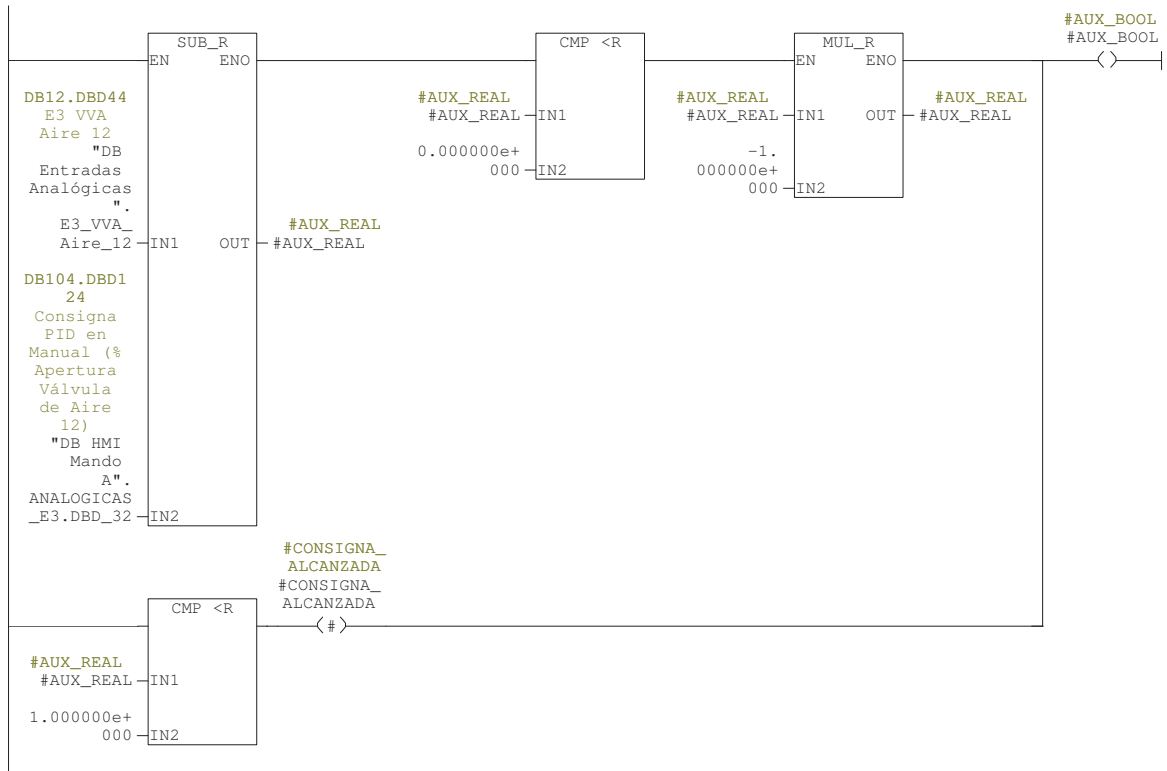 #AUX_BOOL
#AUX_BOOL
( )
SUB_R
EN ENO
CMP <R
MUL_R
EN ENO
DB12.DBD44
E3 VVA
Aire 12
"DB
Entradas
Analógicas
".
E3_VVA_
Aire_12
IN1 OUT
#AUX_REAL
#AUX_REAL
#AUX_REAL
#AUX_REAL
IN1
0.000000e+
000
IN2
#AUX_REAL
#AUX_REAL
IN1 OUT
#AUX_REAL
#AUX_REAL
-1.
000000e+
000
IN2
DB104.DBD1
24
Consigna
PID en
Manual (%
Apertura
Válvula
de Aire
12)
"DB HMI
Mando
A".
ANALOGICAS
_E3.DBD_32
IN2
CMP <R
#CONSIGNA_
ALCANZADA
#CONSIGNA_
ALCANZADA
(#)
#AUX_REAL
#AUX_REAL
IN1
1.000000e+
000
IN2